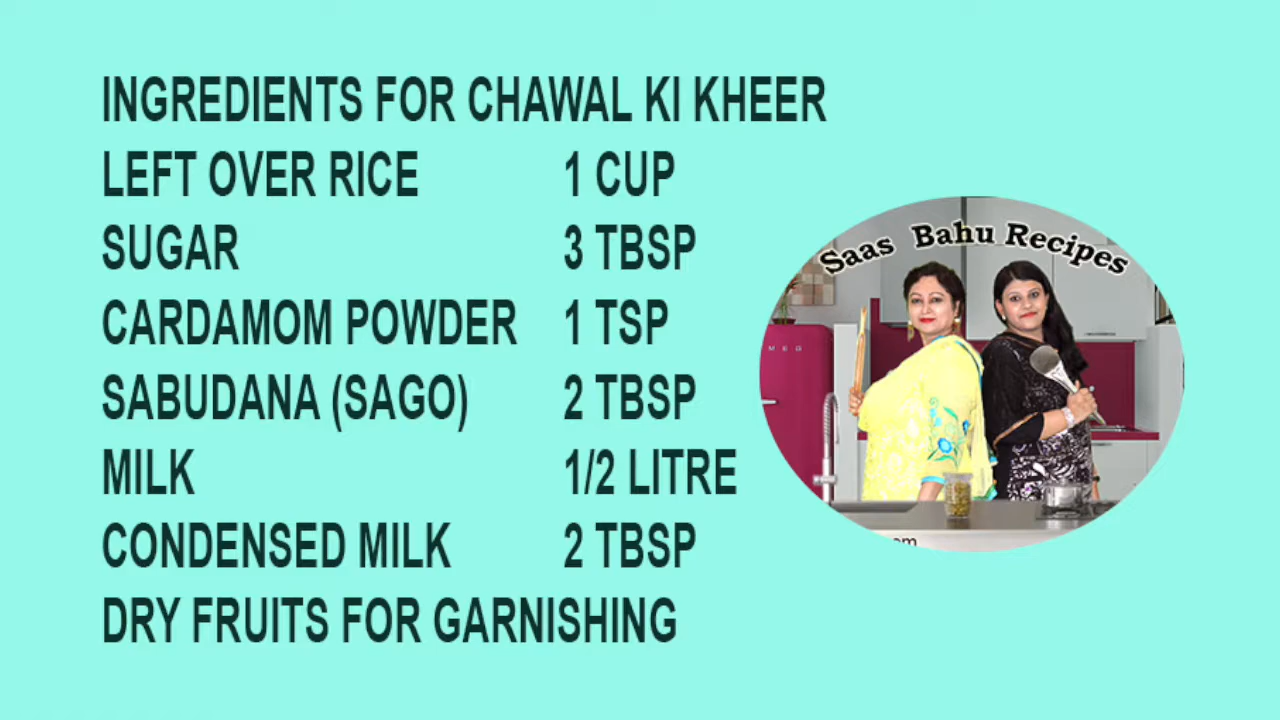 INGREDIENTS FOR CHAWAL KI KHEER
LEFT OVER RICE 1 CUP
SUGAR 3 TBSP
CARDAMOM POWDER 1 TSP
SABUDANA (SAGO) 2 TBSP
MILK 1/2 LITRE
CONDENSED MILK 2 TBSP
DRY FRUITS FOR GARNISHING
Saas Bahu Recipes